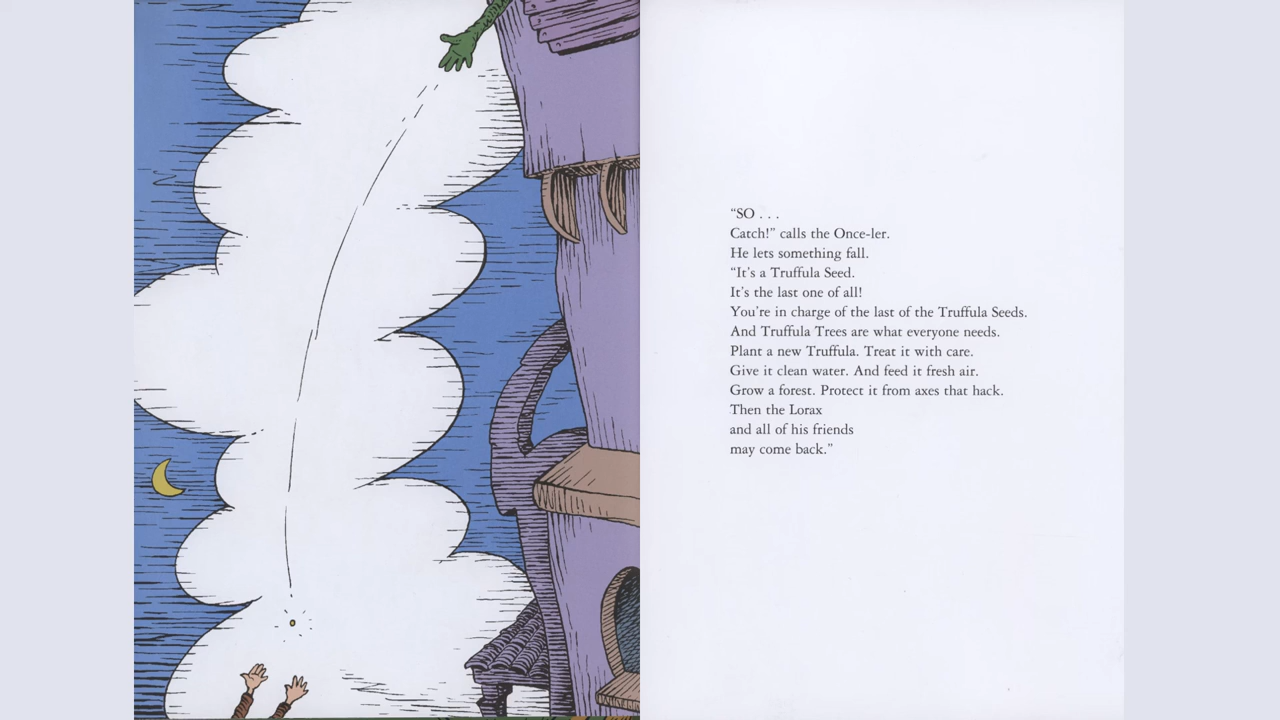 “SO . . .
Catch!” calls the Once-ler.
He lets something fall.
“It’s a Truffula Seed.
It’s the last one of all!
You’re in charge of the last of the Truffula Seeds.
And Truffula Trees are what everyone needs.
Plant a new Truffula. Treat it with care.
Give it clean water. And feed it fresh air.
Grow a forest. Protect it from axes that hack.
Then the Lorax
and all of his friends
may come back.”